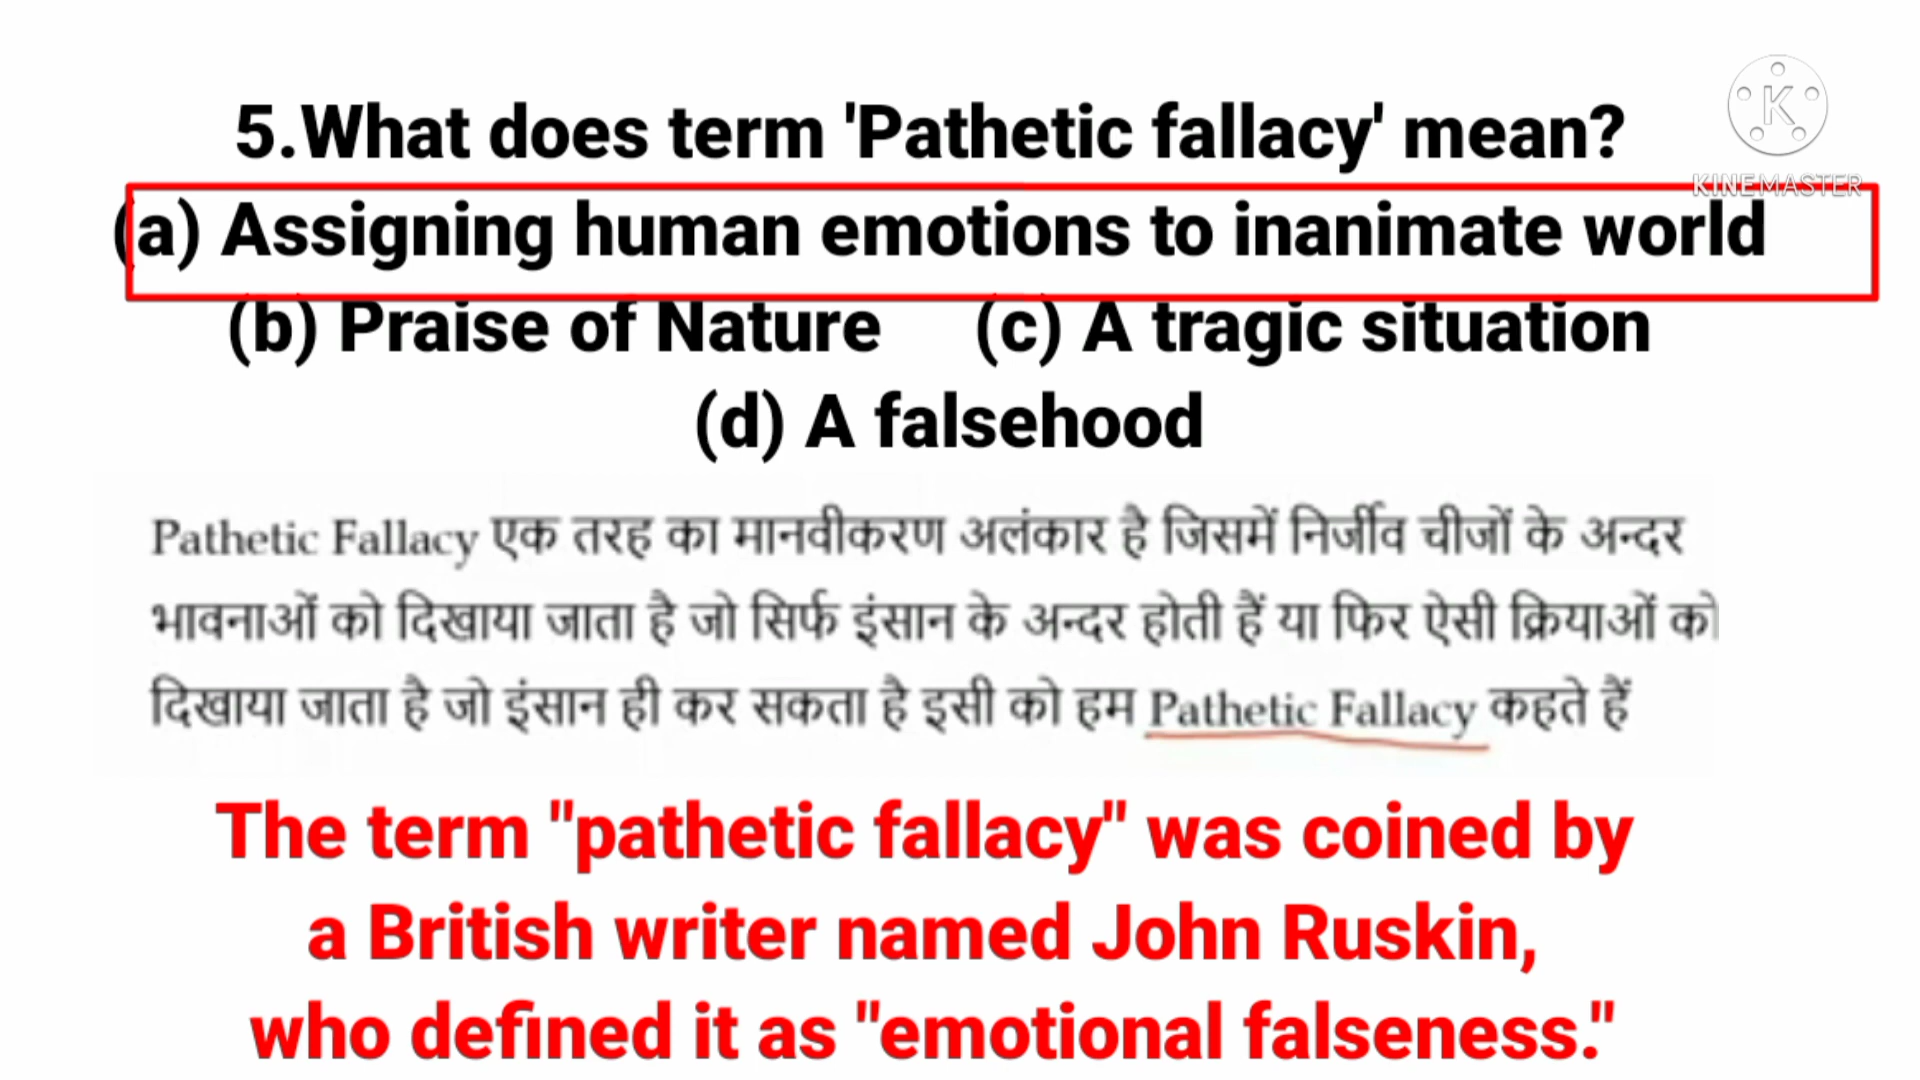 5.What does term 'Pathetic fallacy' mean?
K
KINEMASTER
(a) Assigning human emotions to inanimate world
(b) Praise of Nature (c) A tragic situation
(d) A falsehood
Pathetic Fallacy एक तरह का मानवीकरण अलंकार है जिसमें निर्जीव चीजों के अन्दर
भावनाओं को दिखाया जाता है जो सिर्फ इंसान के अन्दर होती हैं या फिर ऐसी क्रियाओं को
दिखाया जाता है जो इंसान ही कर सकता है इसी को हम Pathetic Fallacy कहते हैं
The term "pathetic fallacy" was coined by
a British writer named John Ruskin,
who defined it as "emotional falseness."